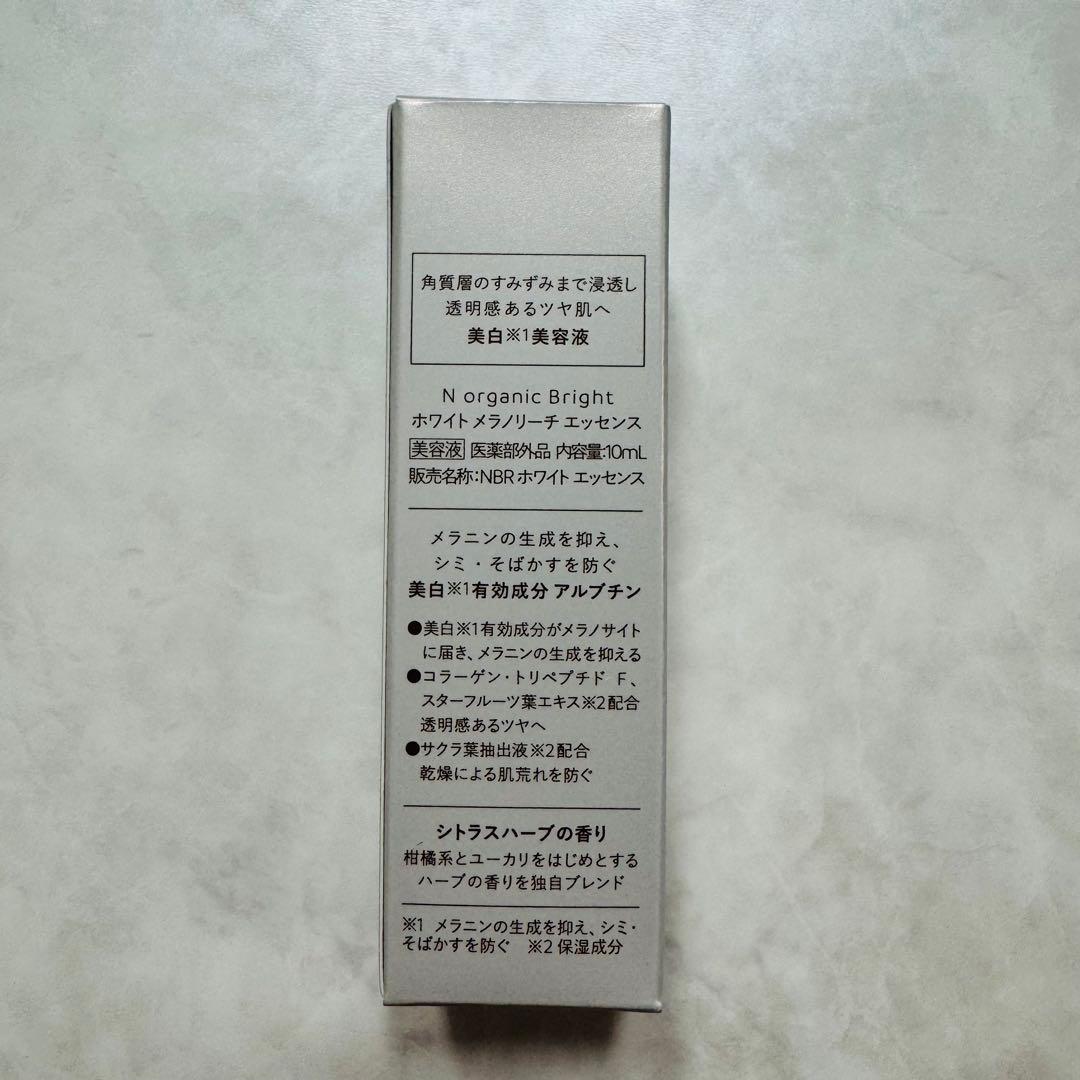 角質層のすみずみまで浸透し
透明感あるツヤ肌へ
美白※1美容液
N organic Bright
ホワイト メラノリーチ エッセンス
美容液 医薬部外品 内容量:10mL
販売名称:NBR ホワイト エッセンス
メラニンの生成を抑え、
シミ・そばかすを防ぐ
美白※1有効成分 アルブチン
●美白※1有効成分がメラノサイト
に届き、メラニンの生成を抑える
●コラーゲン・トリペプチド F、
スターフルーツ葉エキス※2配合
透明感あるツヤへ
●サクラ葉抽出液※2配合
乾燥による肌荒れを防ぐ
シトラスハーブの香り
柑橘系とユーカリをはじめとする
ハーブの香りを独自ブレンド
※1 メラニンの生成を抑え、シミ・
そばかすを防ぐ ※2 保湿成分